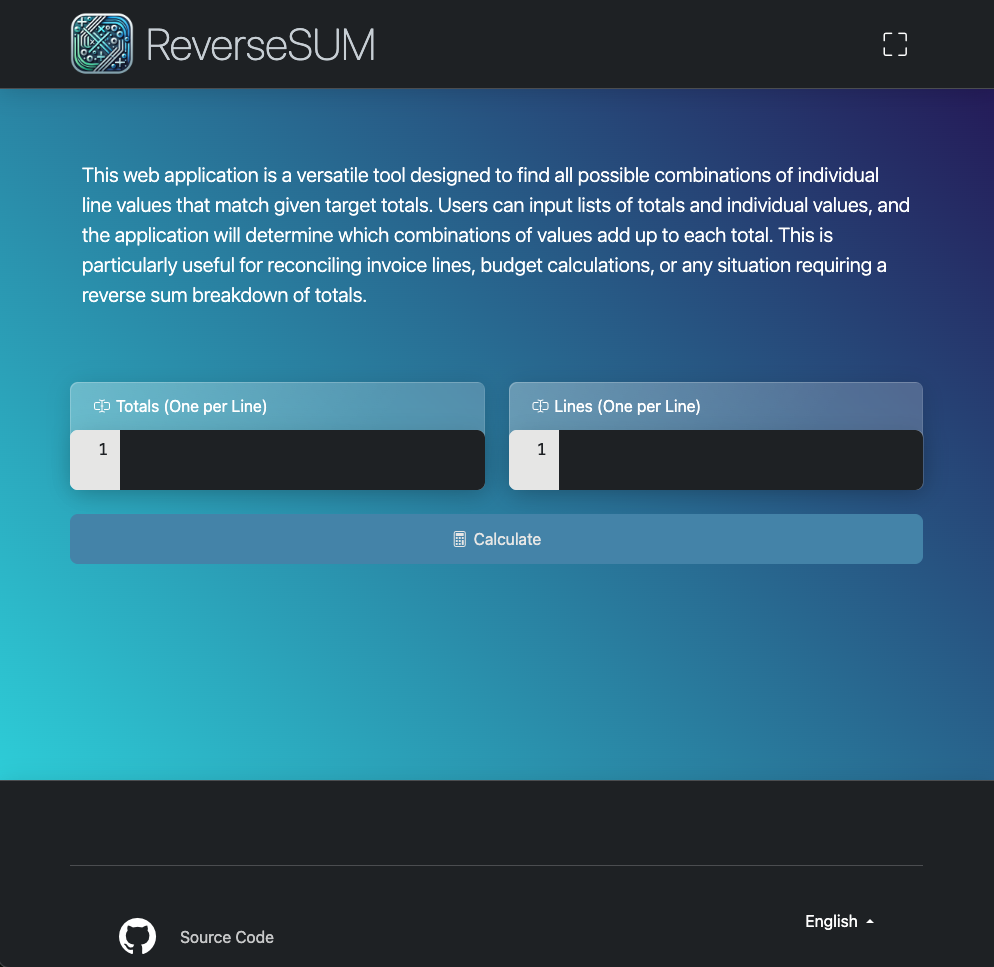 ReverseSUM
This web application is a versatile tool designed to find all possible combinations of individual
line values that match given target totals. Users can input lists of totals and individual values, and
the application will determine which combinations of values add up to each total. This is
particularly useful for reconciling invoice lines, budget calculations, or any situation requiring a
reverse sum breakdown of totals.
Totals (One per Line)
1
Lines (One per Line)
1
Calculate
Source Code
English